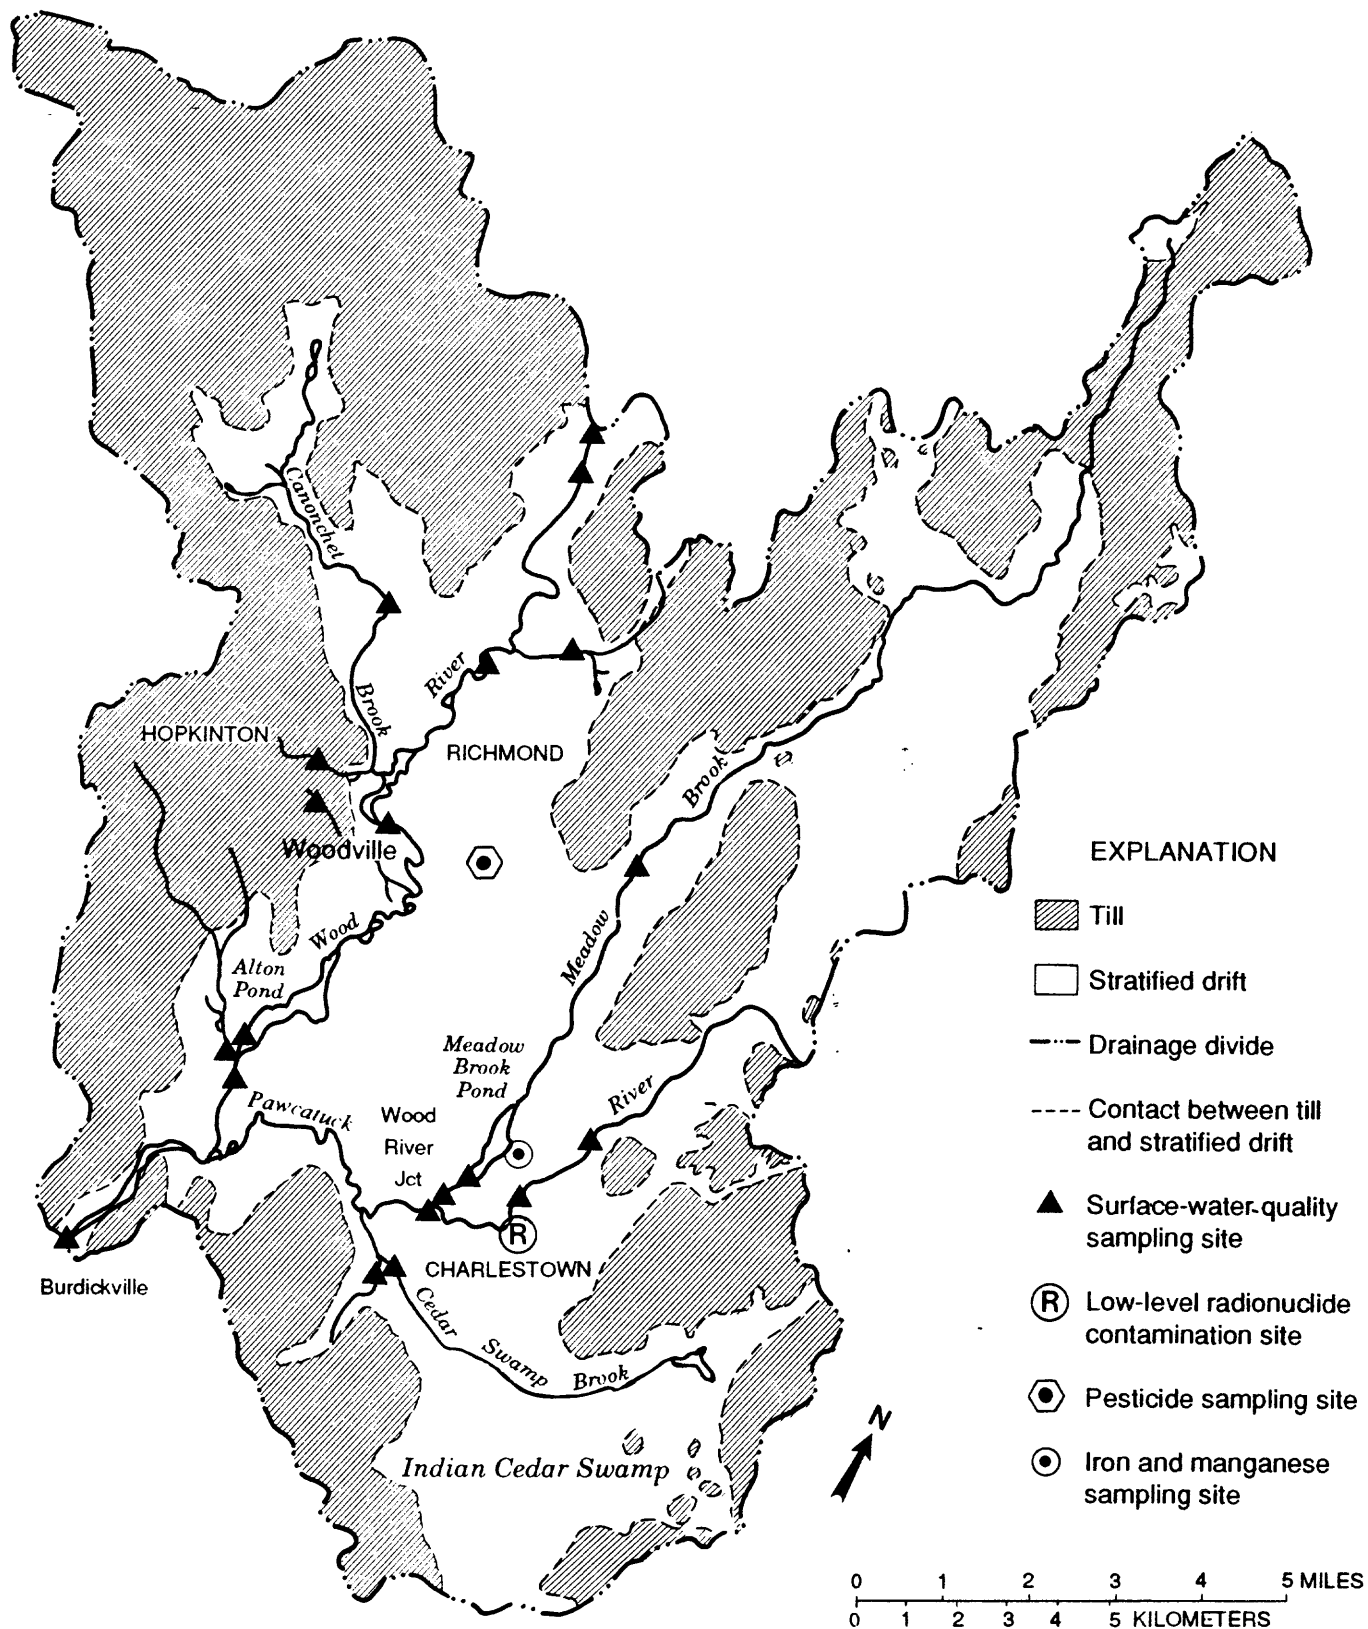 Canonchet
Brook
River
HOPKINTON
RICHMOND
Brook
Woodville
Wood
Meadow
Alton
Pond
Meadow
Brook
Pond
River
Pawcatuck
Wood
River
Jct
R
CHARLESTOWN
Burdickville
Cedar
Swamp
Brook
Indian Cedar Swamp
EXPLANATION
Till
Stratified drift
Drainage divide
Contact between till
and stratified drift
Surface-water-quality
sampling site
R
Low-level radionuclide
contamination site
Pesticide sampling site
Iron and manganese
sampling site
N
0 1 2 3 4 5 MILES
0 1 2 3 4 5 KILOMETERS